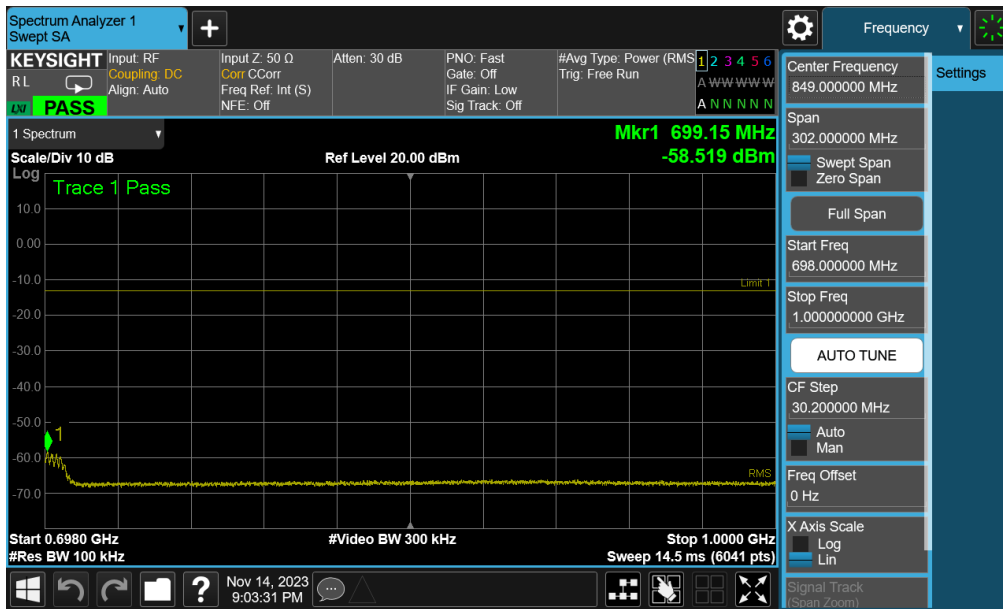 Spectrum Analyzer 1
Swept SA
Frequency
KEYSIGHT
R L
LXI PASS
Input: RF
Coupling: DC
Align: Auto
Input Z: 50 Ω
Corr CCorr
Freq Ref: Int (S)
NFE: Off
Atten: 30 dB
PNO: Fast
Gate: Off
IF Gain: Low
Sig Track: Off
#Avg Type: Power (RMS
Trig: Free Run
1 2 3 4 5 6
A W W W W W
A N N N N N
1 Spectrum
Mkr1 699.15 MHz
Scale/Div 10 dB
Ref Level 20.00 dBm
-58.519 dBm
Log
Trace 1 Pass
10.0
0.00
-10.0
Limit 1
-20.0
-30.0
-40.0
-50.0
1
-60.0
RMS
-70.0
Start 0.6980 GHz
#Video BW 300 kHz
Stop 1.0000 GHz
#Res BW 100 kHz
Sweep 14.5 ms (6041 pts)
Center Frequency
849.000000 MHz
Settings
Span
302.000000 MHz
Swept Span
Zero Span
Full Span
Start Freq
698.000000 MHz
Stop Freq
1.000000000 GHz
AUTO TUNE
CF Step
30.200000 MHz
Auto
Man
Freq Offset
0 Hz
X Axis Scale
Log
Lin
Signal Track
(Span Zoom)
?
Nov 14, 2023
9:03:31 PM